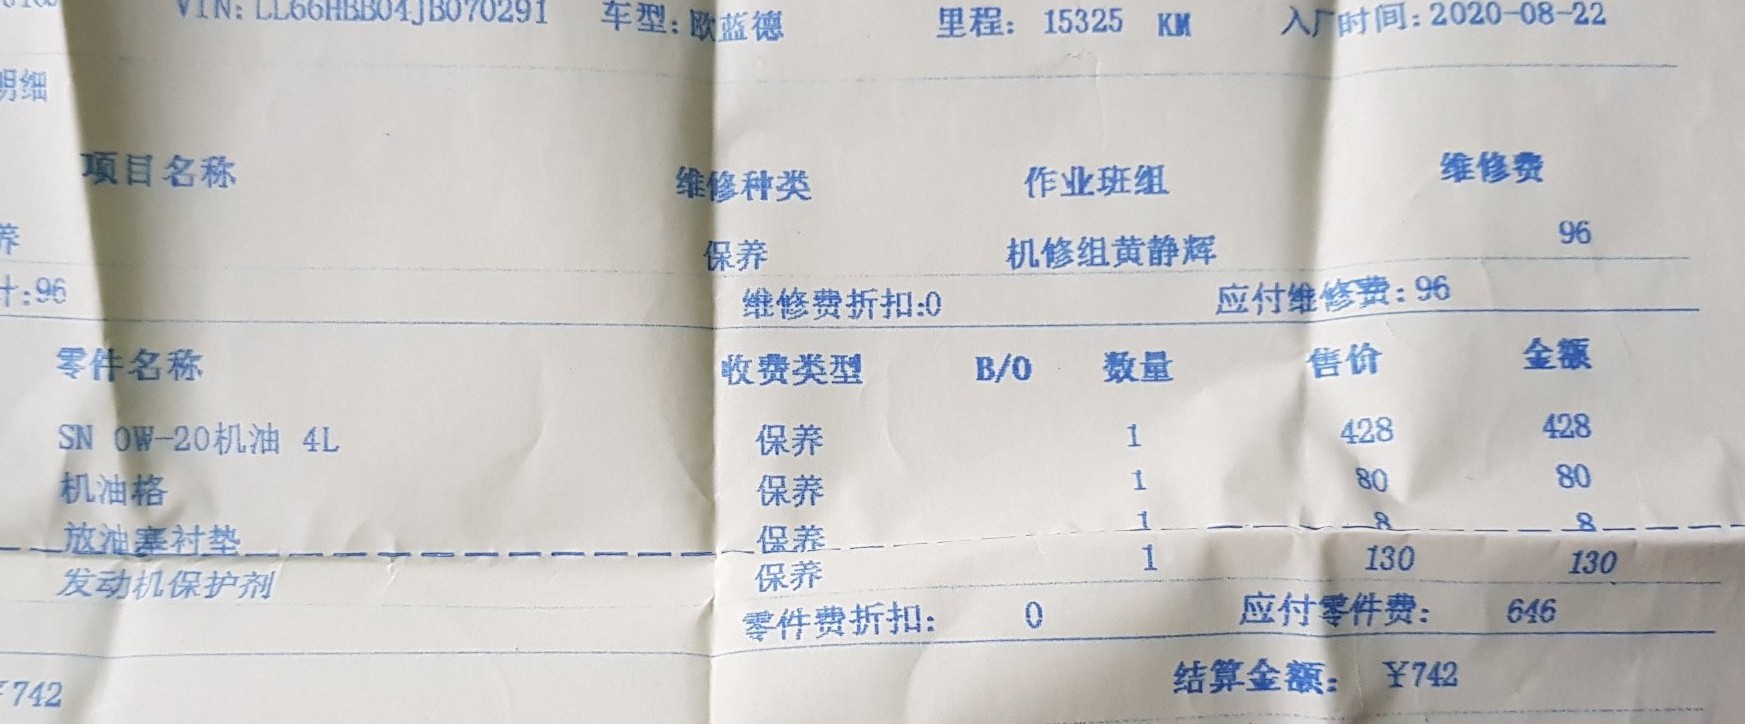 VIN: LL66HBB04JB070291 车型: 欧蓝德 里程: 15325 KM 入厂时间: 2020-08-22
明细
项目名称 维修种类 作业班组 维修费
养 保养 机修组黄静辉 96
计:96 维修费折扣:0 应付维修费: 96
零件名称 收费类型 B/O 数量 售价 金额
SN 0W-20机油 4L 保养 1 428 428
机油格 保养 1 80 80
放油塞衬垫 保养 1 8 8
发动机保护剂 保养 1 130 130
零件费折扣: 0 应付零件费: 646
¥742 结算金额: ¥742